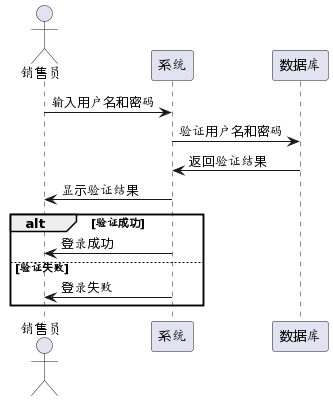 销售员 系统 数据库
输入用户名和密码
验证用户名和密码
返回验证结果
显示验证结果
alt [验证成功]
登录成功
[验证失败]
登录失败
销售员 系统 数据库